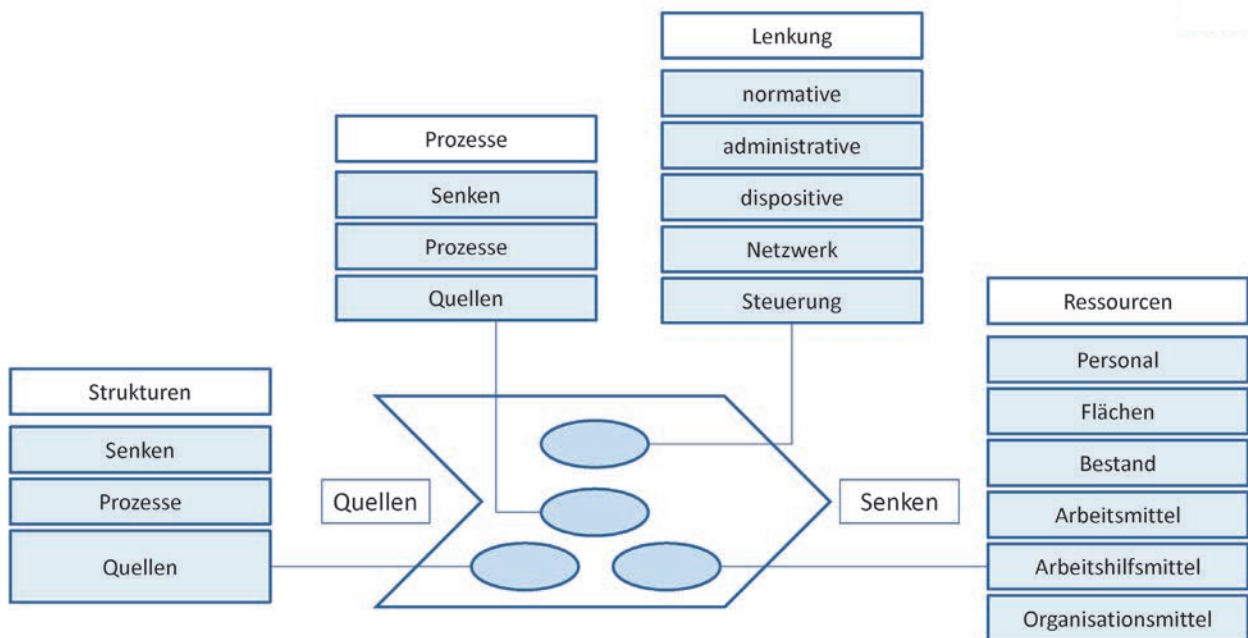 Lenkung
normative
administrative
dispositive
Netzwerk
Steuerung
Prozesse
Senken
Prozesse
Quellen
Ressourcen
Personal
Flächen
Bestand
Arbeitsmittel
Arbeitshilfsmittel
Organisationsmittel
Strukturen
Senken
Prozesse
Quellen
Quellen
Senken